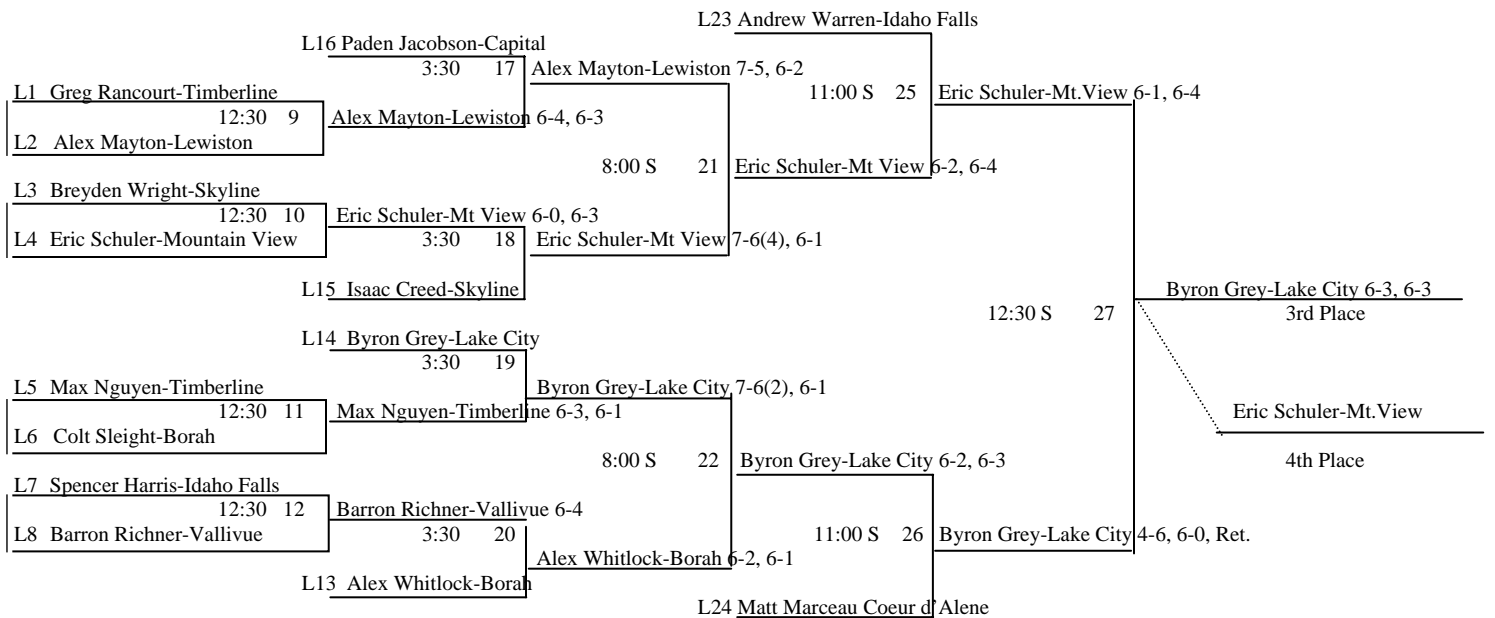 L23 Andrew Warren-Idaho Falls
L16 Paden Jacobson-Capital
3:30 17 Alex Mayton-Lewiston 7-5, 6-2
L1 Greg Rancourt-Timberline
11:00 S 25 Eric Schuler-Mt.View 6-1, 6-4
12:30 9 Alex Mayton-Lewiston 6-4, 6-3
L2 Alex Mayton-Lewiston
8:00 S 21 Eric Schuler-Mt View 6-2, 6-4
L3 Breyden Wright-Skyline
12:30 10 Eric Schuler-Mt View 6-0, 6-3
L4 Eric Schuler-Mountain View
3:30 18 Eric Schuler-Mt View 7-6(4), 6-1
L15 Isaac Creed-Skyline
Byron Grey-Lake City 6-3, 6-3
12:30 S 27
3rd Place
L14 Byron Grey-Lake City
3:30 19
L5 Max Nguyen-Timberline
Byron Grey-Lake City 7-6(2), 6-1
12:30 11 Max Nguyen-Timberline 6-3, 6-1
Eric Schuler-Mt.View
L6 Colt Sleight-Borah
8:00 S 22 Byron Grey-Lake City 6-2, 6-3
4th Place
L7 Spencer Harris-Idaho Falls
12:30 12 Barron Richner-Vallivue 6-4
L8 Barron Richner-Vallivue
3:30 20
11:00 S 26 Byron Grey-Lake City 4-6, 6-0, Ret.
Alex Whitlock-Borah 6-2, 6-1
L13 Alex Whitlock-Borah
L24 Matt Marceau Coeur d'Alene